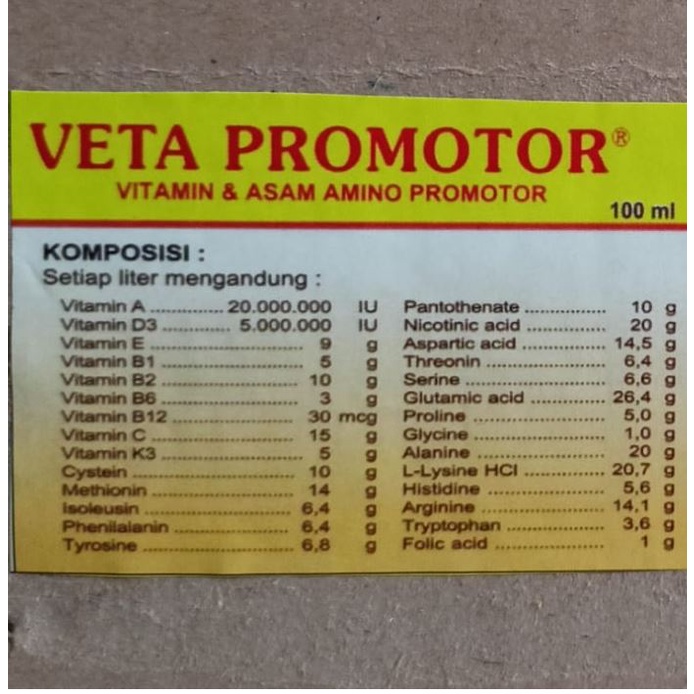 VETA PROMOTOR®
VITAMIN & ASAM AMINO PROMOTOR
100 ml
KOMPOSISI :
Setiap liter mengandung :
Vitamin A ............ 20.000.000 IU
Vitamin D3 ............ 5.000.000 IU
Vitamin E ............ 9 g
Vitamin B1 ............ 5 g
Vitamin B2 ............ 10 g
Vitamin B6 ............ 3 g
Vitamin B12 ............ 30 mcg
Vitamin C ............ 15 g
Vitamin K3 ............ 5 g
Cystein ............ 10 g
Methionin ............ 14 g
Isoleusin ............ 6,4 g
Phenilalanin ............ 6,4 g
Tyrosine ............ 6,8 g
Pantothenate ............ 10 g
Nicotinic acid ............ 20 g
Aspartic acid ............ 14,5 g
Threonin ............ 6,4 g
Serine ............ 6,6 g
Glutamic acid ............ 26,4 g
Proline ............ 5,0 g
Glycine ............ 1,0 g
Alanine ............ 20 g
L-Lysine HCl ............ 20,7 g
Histidine ............ 5,6 g
Arginine ............ 14,1 g
Tryptophan ............ 3,6 g
Folic acid ............ 1 g